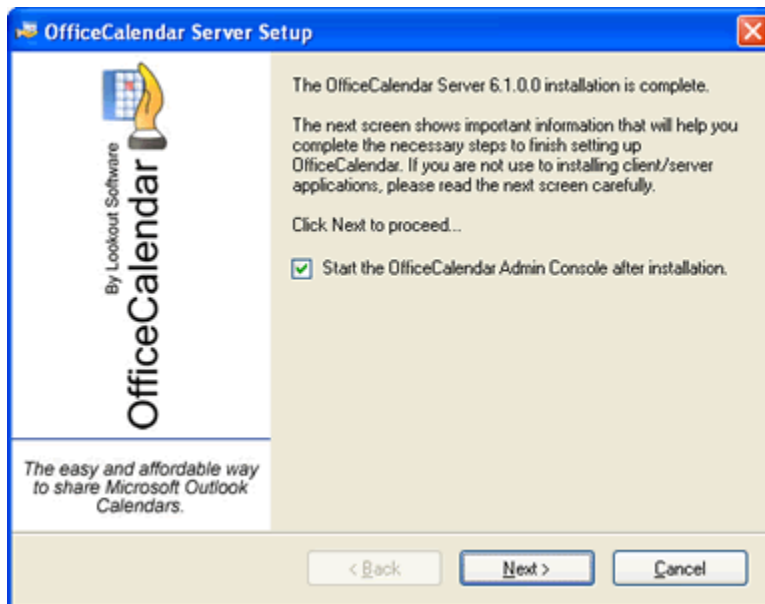 OfficeCalendar Server Setup
By Lookout Software
OfficeCalendar
The easy and affordable way
to share Microsoft Outlook
Calendars.
The OfficeCalendar Server 6.1.0.0 installation is complete.
The next screen shows important information that will help you
complete the necessary steps to finish setting up
OfficeCalendar. If you are not use to installing client/server
applications, please read the next screen carefully.
Click Next to proceed...
Start the OfficeCalendar Admin Console after installation.
< Back
Next >
Cancel